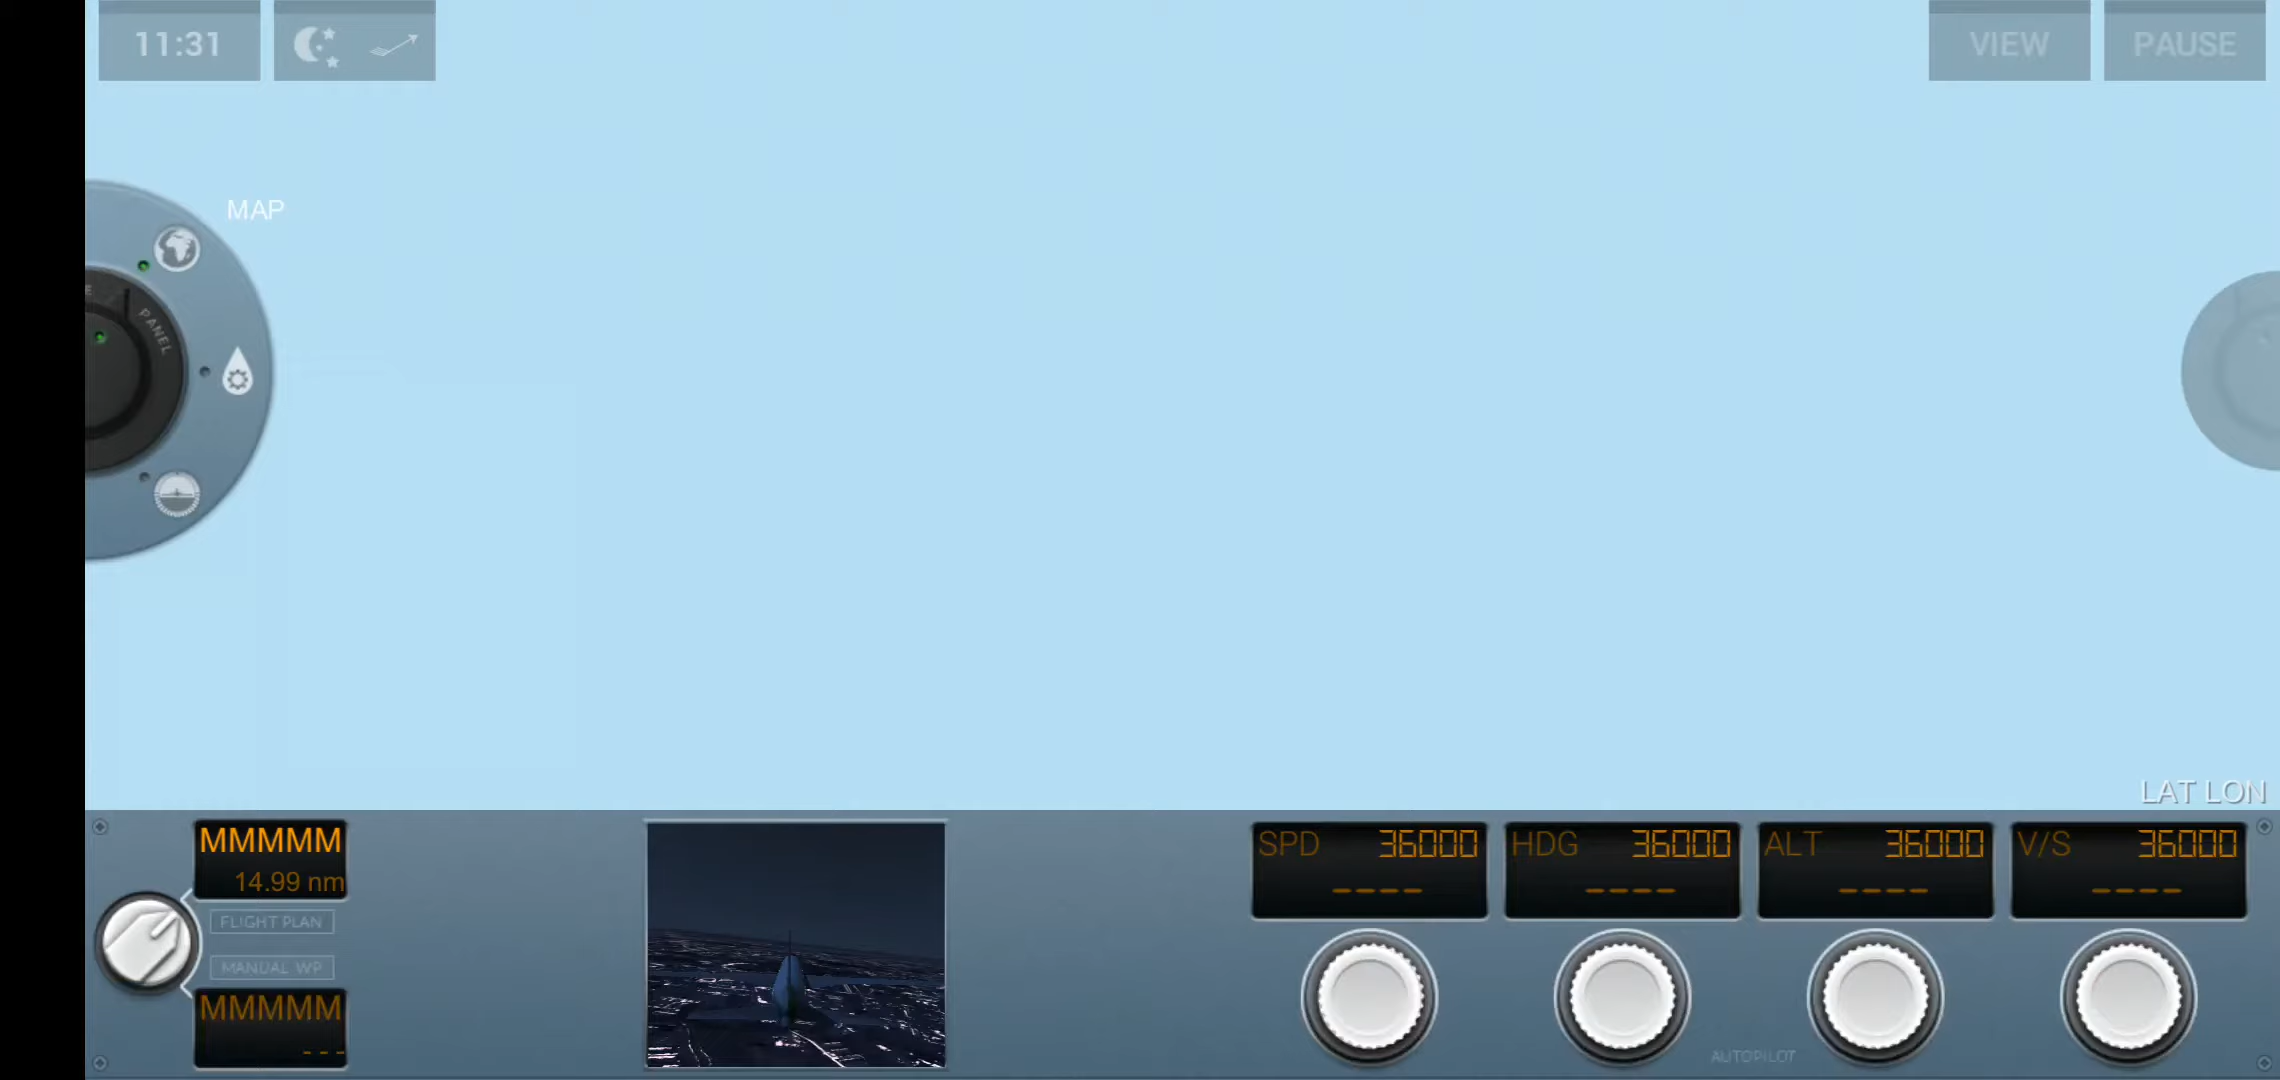 11:31
VIEW
PAUSE
MAP
PANEL
LAT LON
MMMMM
14.99 nm
FLIGHT PLAN
MANUAL WP
MMMMM
---
SPD 36000
----
HDG 36000
----
ALT 36000
----
V/S 36000
----
AUTOPILOT